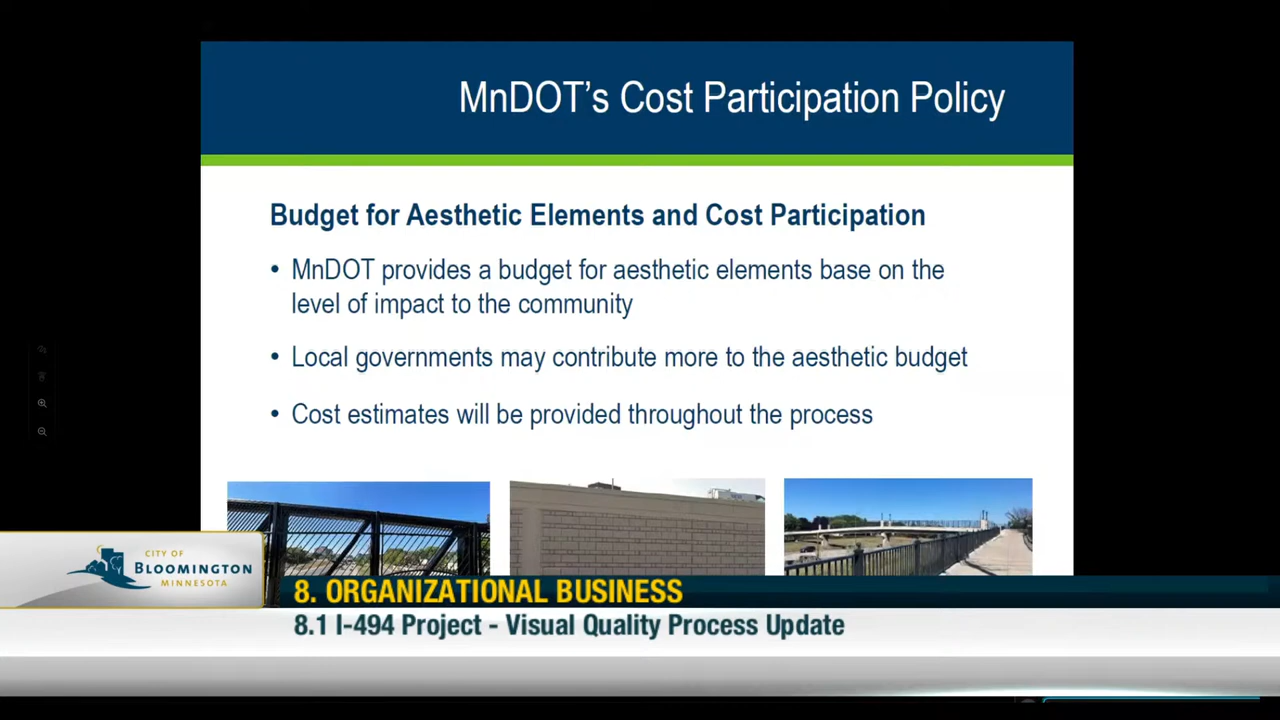 MnDOT's Cost Participation Policy
Budget for Aesthetic Elements and Cost Participation
• MnDOT provides a budget for aesthetic elements base on the
level of impact to the community
• Local governments may contribute more to the aesthetic budget
• Cost estimates will be provided throughout the process
CITY OF
BLOOMINGTON
MINNESOTA
8. ORGANIZATIONAL BUSINESS
8.1 I-494 Project - Visual Quality Process Update